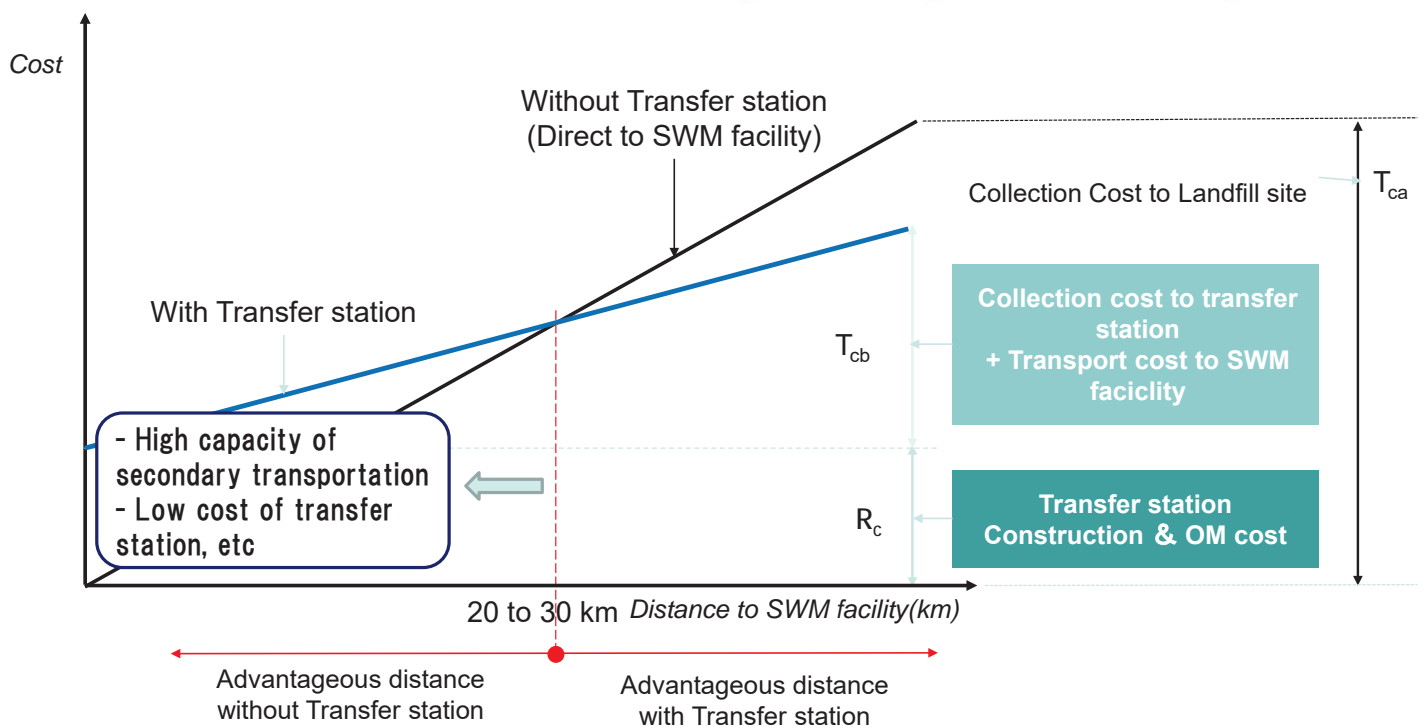 Cost
Without Transfer station
(Direct to SWM facility)
Collection Cost to Landfill site
Tca
With Transfer station
Collection cost to transfer
station
+ Transport cost to SWM
faciclity
Tcb
- High capacity of
secondary transportation
- Low cost of transfer
station, etc
Rc
Transfer station
Construction & OM cost
20 to 30 km
Distance to SWM facility(km)
Advantageous distance
without Transfer station
Advantageous distance
with Transfer station